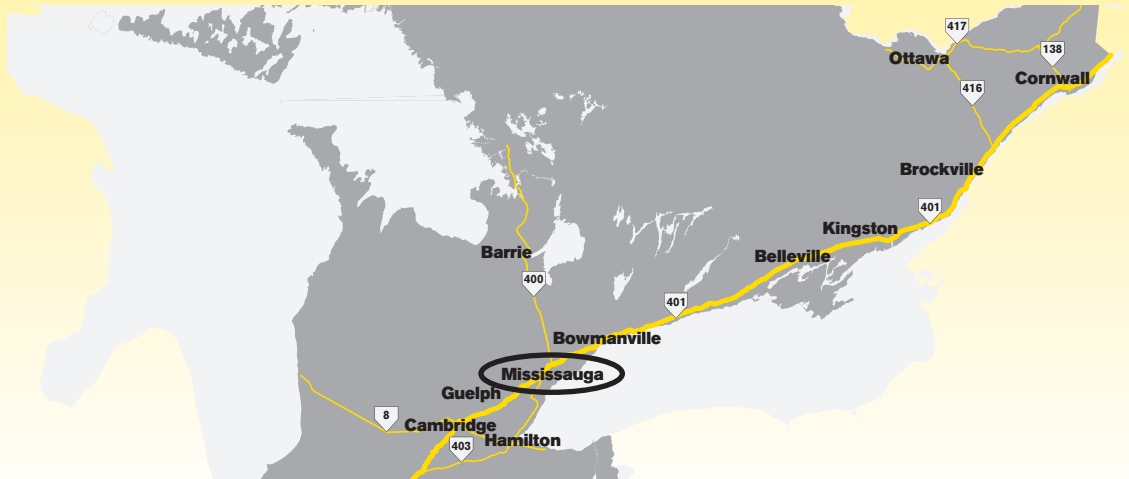 417
Ottawa
138
Cornwall
416
Brockville
401
Kingston
Barrie
Belleville
400
401
Bowmanville
Mississauga
Guelph
8
Cambridge
403
Hamilton